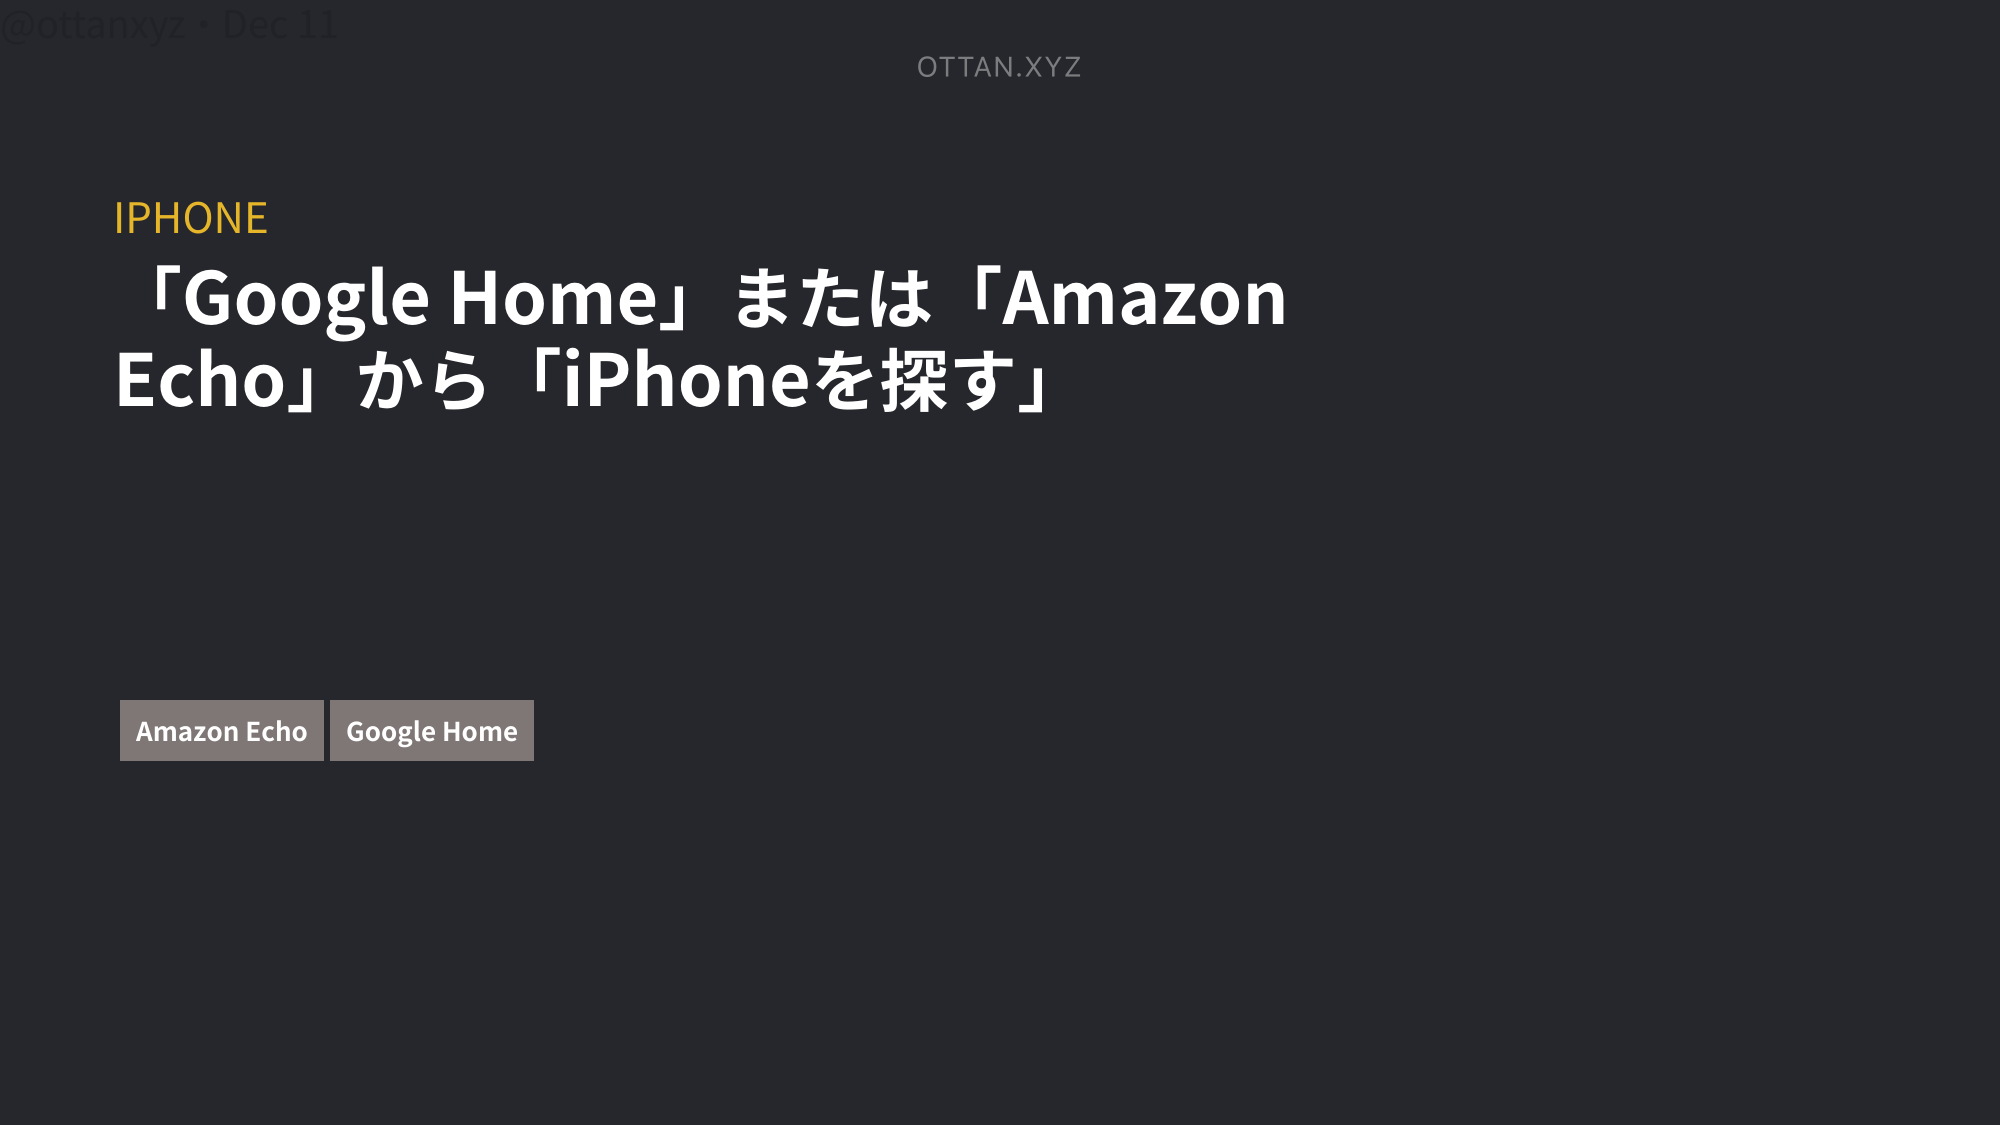 @ottanxyz・Dec 11
OTTAN.XYZ
IPHONE
「Google Home」または「Amazon
Echo」から「iPhoneを探す」
Amazon Echo
Google Home